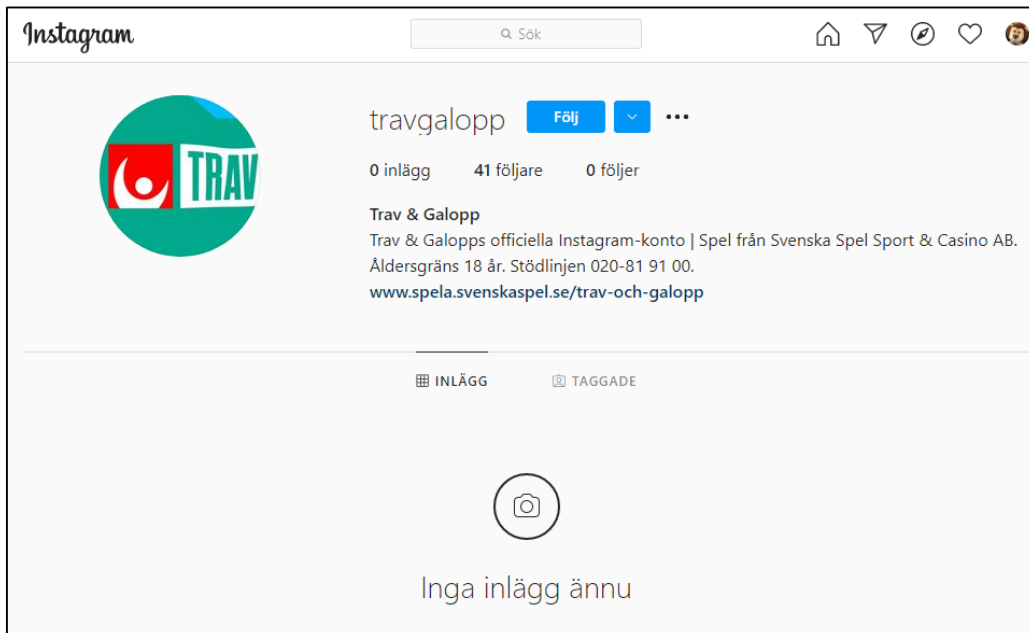 Instagram
Sök
TRAV
travgalopp Följ
0 inlägg 41 följare 0 följer
Trav & Galopp
Trav & Galopps officiella Instagram-konto | Spel från Svenska Spel Sport & Casino AB.
Åldersgräns 18 år. Stödlinjen 020-81 91 00.
www.spela.svenskaspel.se/trav-och-galopp
INLÄGG TAGGADE
Inga inlägg ännu